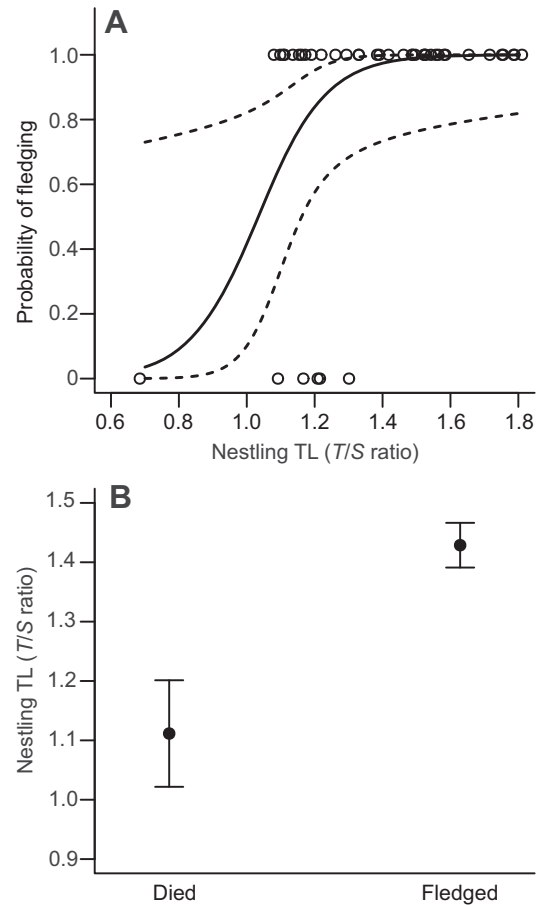 A
1.0
0.8
0.6
0.4
0.2
0
Probability of fledging
0.6 0.8 1.0 1.2 1.4 1.6 1.8
Nestling TL (T/S ratio)
B
1.5
1.4
1.3
1.2
1.1
1.0
0.9
Nestling TL (T/S ratio)
Died Fledged